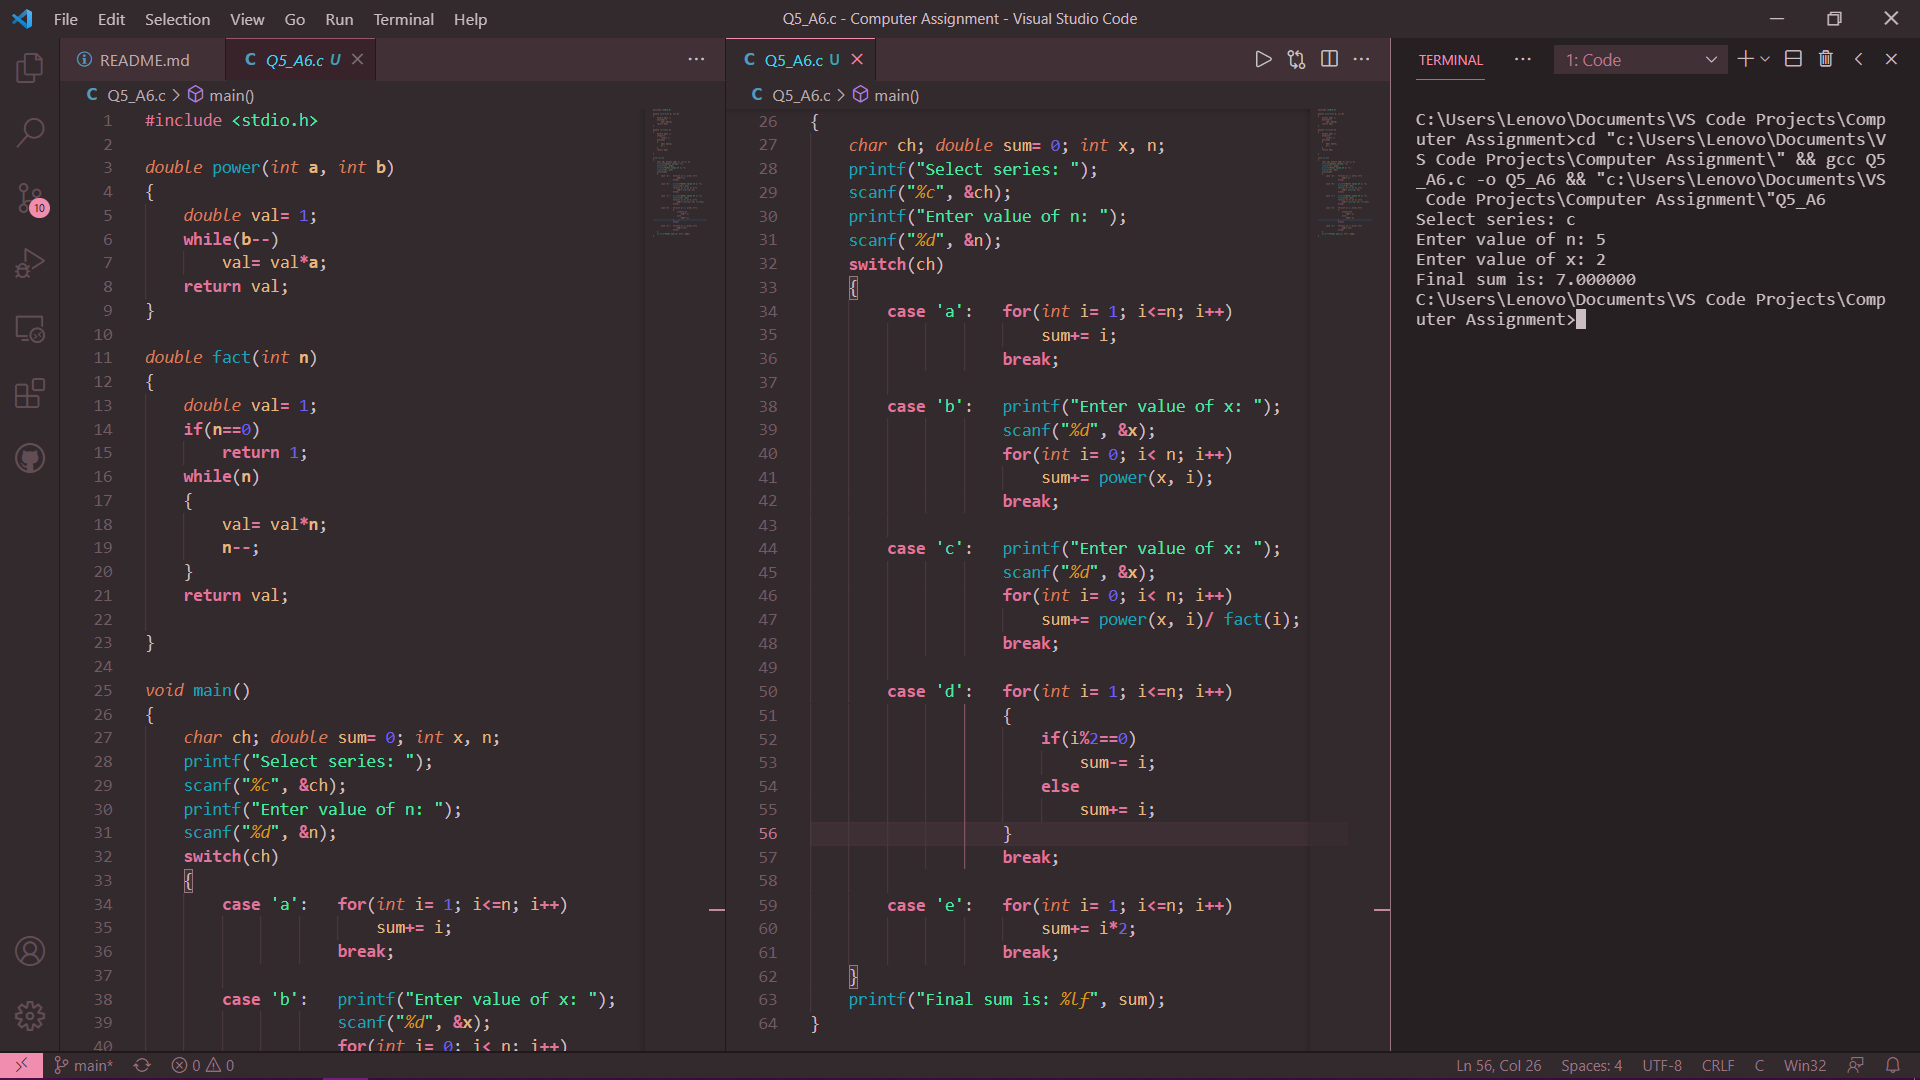 File Edit Selection View Go Run Terminal Help
Q5_A6.c - Computer Assignment - Visual Studio Code
10
README.md
C Q5_A6.c U
C Q5_A6.c > main()
1 #include <stdio.h>
2
3 double power(int a, int b)
4 {
5 double val= 1;
6 while(b--)
7 val= val*a;
8 return val;
9 }
10
11 double fact(int n)
12 {
13 double val= 1;
14 if(n==0)
15 return 1;
16 while(n)
17 {
18 val= val*n;
19 n--;
20 }
21 return val;
22
23 }
24
25 void main()
26 {
27 char ch; double sum= 0; int x, n;
28 printf("Select series: ");
29 scanf("%c", &ch);
30 printf("Enter value of n: ");
31 scanf("%d", &n);
32 switch(ch)
33 {
34 case 'a': for(int i= 1; i<=n; i++)
35 sum+= i;
36 break;
37
38 case 'b': printf("Enter value of x: ");
39 scanf("%d", &x);
40 for(int i= 0; i< n; i++)
C Q5_A6.c U
C Q5_A6.c > main()
26 {
27 char ch; double sum= 0; int x, n;
28 printf("Select series: ");
29 scanf("%c", &ch);
30 printf("Enter value of n: ");
31 scanf("%d", &n);
32 switch(ch)
33 {
34 case 'a': for(int i= 1; i<=n; i++)
35 sum+= i;
36 break;
37
38 case 'b': printf("Enter value of x: ");
39 scanf("%d", &x);
40 for(int i= 0; i< n; i++)
41 sum+= power(x, i);
42 break;
43
44 case 'c': printf("Enter value of x: ");
45 scanf("%d", &x);
46 for(int i= 0; i< n; i++)
47 sum+= power(x, i)/ fact(i);
48 break;
49
50 case 'd': for(int i= 1; i<=n; i++)
51 {
52 if(i%2==0)
53 sum-= i;
54 else
55 sum+= i;
56 }
57 break;
58
59 case 'e': for(int i= 1; i<=n; i++)
60 sum+= i*2;
61 break;
62 }
63 printf("Final sum is: %lf", sum);
64 }
TERMINAL
1: Code
C:\Users\Lenovo\Documents\VS Code Projects\Comp
uter Assignment>cd "c:\Users\Lenovo\Documents\V
S Code Projects\Computer Assignment\" && gcc Q5
_A6.c -o Q5_A6 && "c:\Users\Lenovo\Documents\VS
Code Projects\Computer Assignment\"Q5_A6
Select series: c
Enter value of n: 5
Enter value of x: 2
Final sum is: 7.000000
C:\Users\Lenovo\Documents\VS Code Projects\Comp
uter Assignment>
main*
0 0
Ln 56, Col 26 Spaces: 4 UTF-8 CRLF C Win32